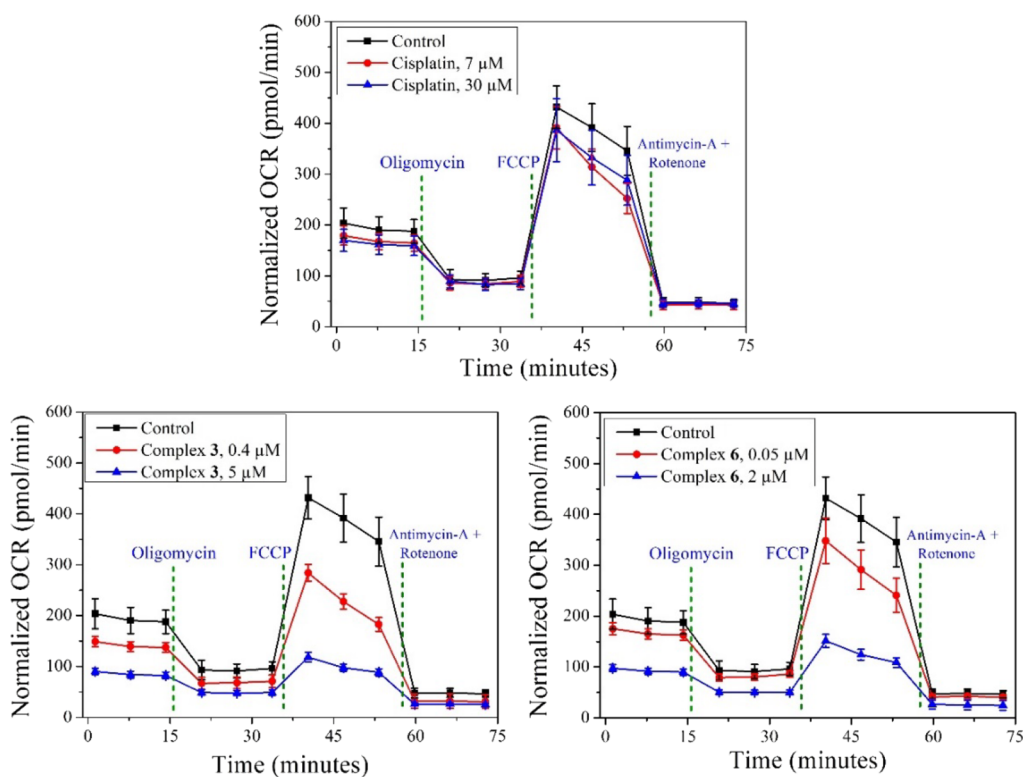 Normalized OCR (pmol/min)
600
500
400
300
200
100
0
Control
Cisplatin, 7 µM
Cisplatin, 30 µM
Oligomycin
FCCP
Antimycin-A +
Rotenone
0 15 30 45 60 75
Time (minutes)
Normalized OCR (pmol/min)
600
500
400
300
200
100
0
Control
Complex 3, 0.4 µM
Complex 3, 5 µM
Oligomycin
FCCP
Antimycin-A +
Rotenone
0 15 30 45 60 75
Time (minutes)
Normalized OCR (pmol/min)
600
500
400
300
200
100
0
Control
Complex 6, 0.05 µM
Complex 6, 2 µM
Oligomycin
FCCP
Antimycin-A +
Rotenone
0 15 30 45 60 75
Time (minutes)